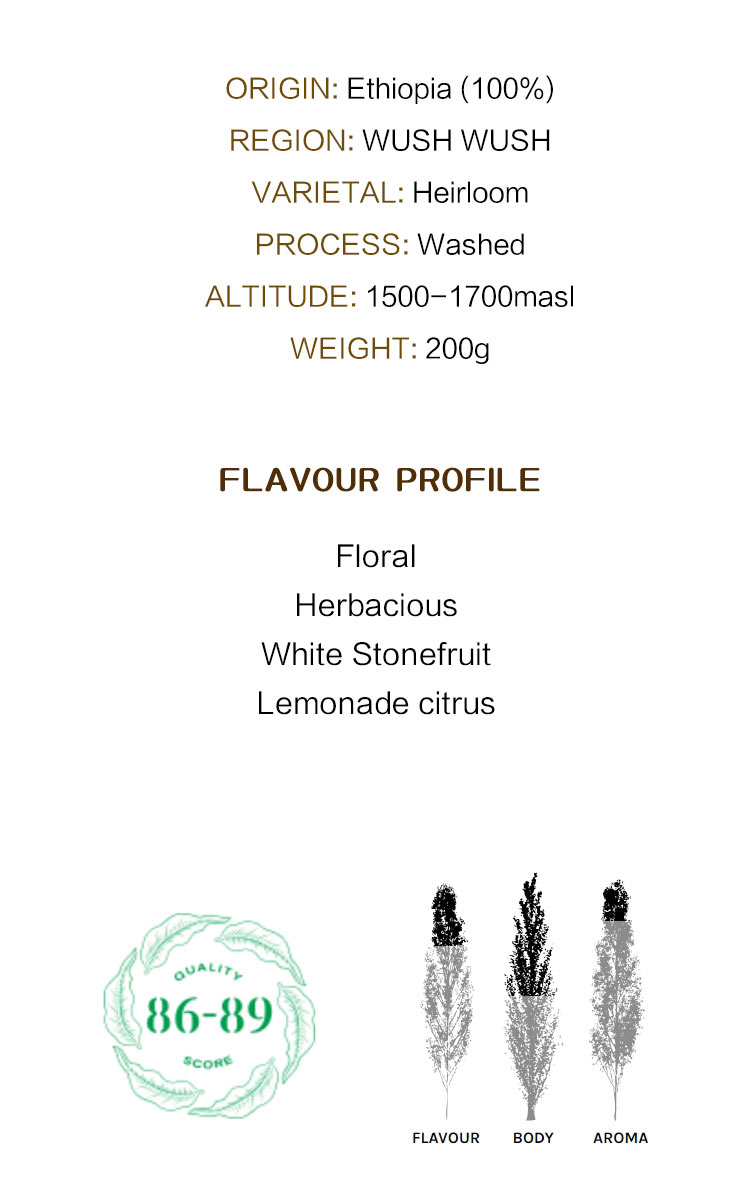 ORIGIN: Ethiopia (100%)
REGION: WUSH WUSH
VARIETAL: Heirloom
PROCESS: Washed
ALTITUDE: 1500-1700masl
WEIGHT: 200g
FLAVOUR PROFILE
Floral
Herbacious
White Stonefruit
Lemonade citrus
QUALITY
86-89
SCORE
FLAVOUR BODY AROMA